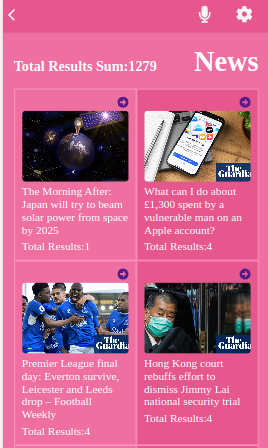 Total Results Sum:1279
News
The Morning After:
Japan will try to beam
solar power from space
by 2025
Total Results:1
The
Guardia
What can I do about
£1,300 spent by a
vulnerable man on an
Apple account?
Total Results:4
The
Guardia
Premier League final
day: Everton survive,
Leicester and Leeds
drop – Football
Weekly
Total Results:4
The
Guardia
Hong Kong court
rebuffs effort to
dismiss Jimmy Lai
national security trial
Total Results:4